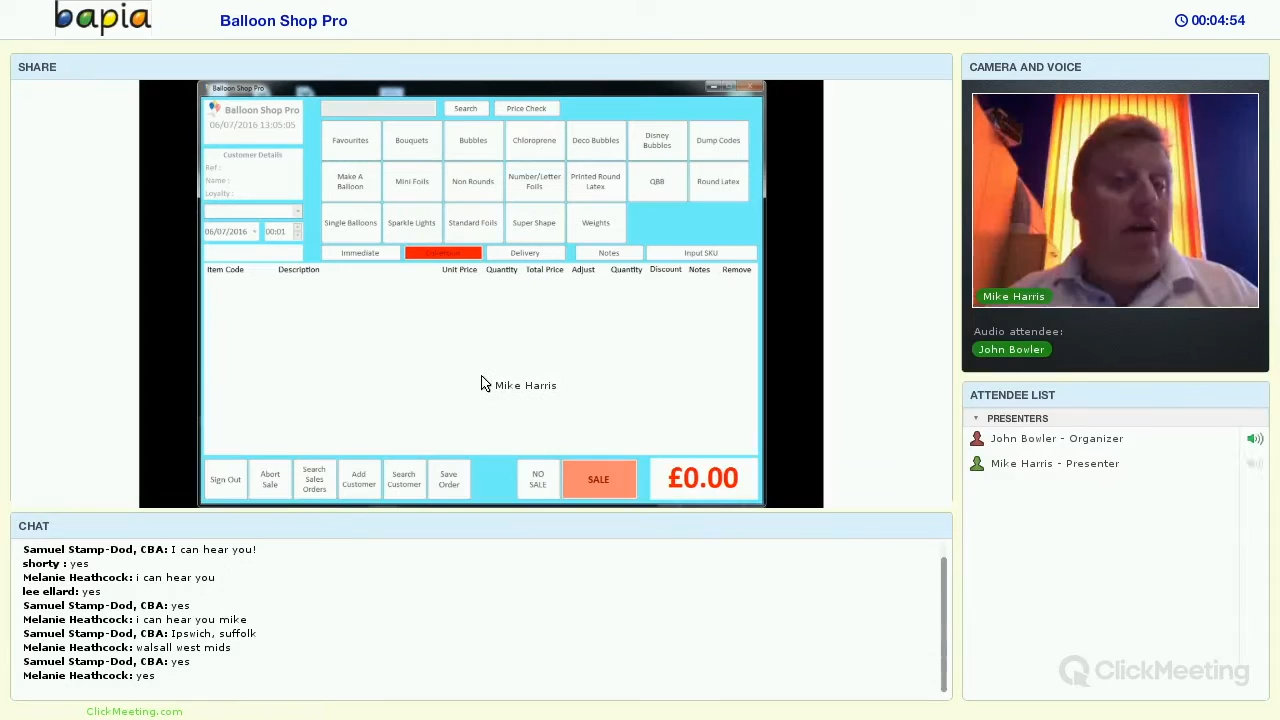 bapia
Balloon Shop Pro
00:04:54
SHARE
Balloon Shop Pro
Balloon Shop Pro
06/07/2016 13:05:05
Search
Price Check
Customer Details
Ref :
Name :
Loyalty :
06/07/2016
00:01
Favourites
Bouquets
Bubbles
Chloroprene
Deco Bubbles
Disney Bubbles
Dump Codes
Make A Balloon
Mini Foils
Non Rounds
Number/Letter Foils
Printed Round Latex
QBB
Round Latex
Single Balloons
Sparkle Lights
Standard Foils
Super Shape
Weights
Immediate
Delivery
Notes
Input SKU
Item Code Description Unit Price Quantity Total Price Adjust Quantity Discount Notes Remove
Mike Harris
Sign Out
Abort Sale
Search Sales Orders
Add Customer
Search Customer
Save Order
NO SALE
SALE
£0.00
CAMERA AND VOICE
Mike Harris
Audio attendee:
John Bowler
ATTENDEE LIST
PRESENTERS
John Bowler - Organizer
Mike Harris - Presenter
CHAT
Samuel Stamp-Dod, CBA: I can hear you!
shorty : yes
Melanie Heathcock: i can hear you
lee ellard: yes
Samuel Stamp-Dod, CBA: yes
Melanie Heathcock: i can hear you mike
Samuel Stamp-Dod, CBA: Ipswich, suffolk
Melanie Heathcock: walsall west mids
Samuel Stamp-Dod, CBA: yes
Melanie Heathcock: yes
ClickMeeting
ClickMeeting.com